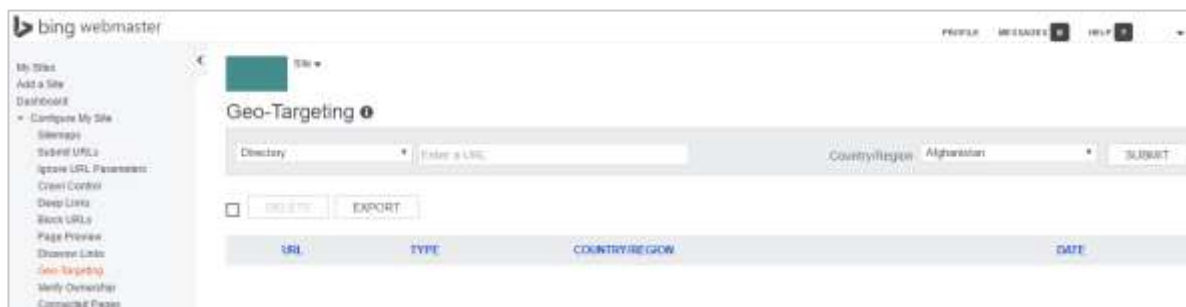 bing webmaster
PROFILE MESSAGES HELP ?
My Sites
Add a Site
Dashboard
Configure My Site
Sitemaps
Submit URLs
Ignore URL Parameters
Crawl Control
Deep Links
Block URLs
Page Preview
Disavow Links
Geo-Targeting
Verify Ownership
Connected Pages
Site
Geo-Targeting
Directory Enter a URL Country/Region Afghanistan SUBMIT
DELETE EXPORT
URL TYPE COUNTRY/REGION DATE